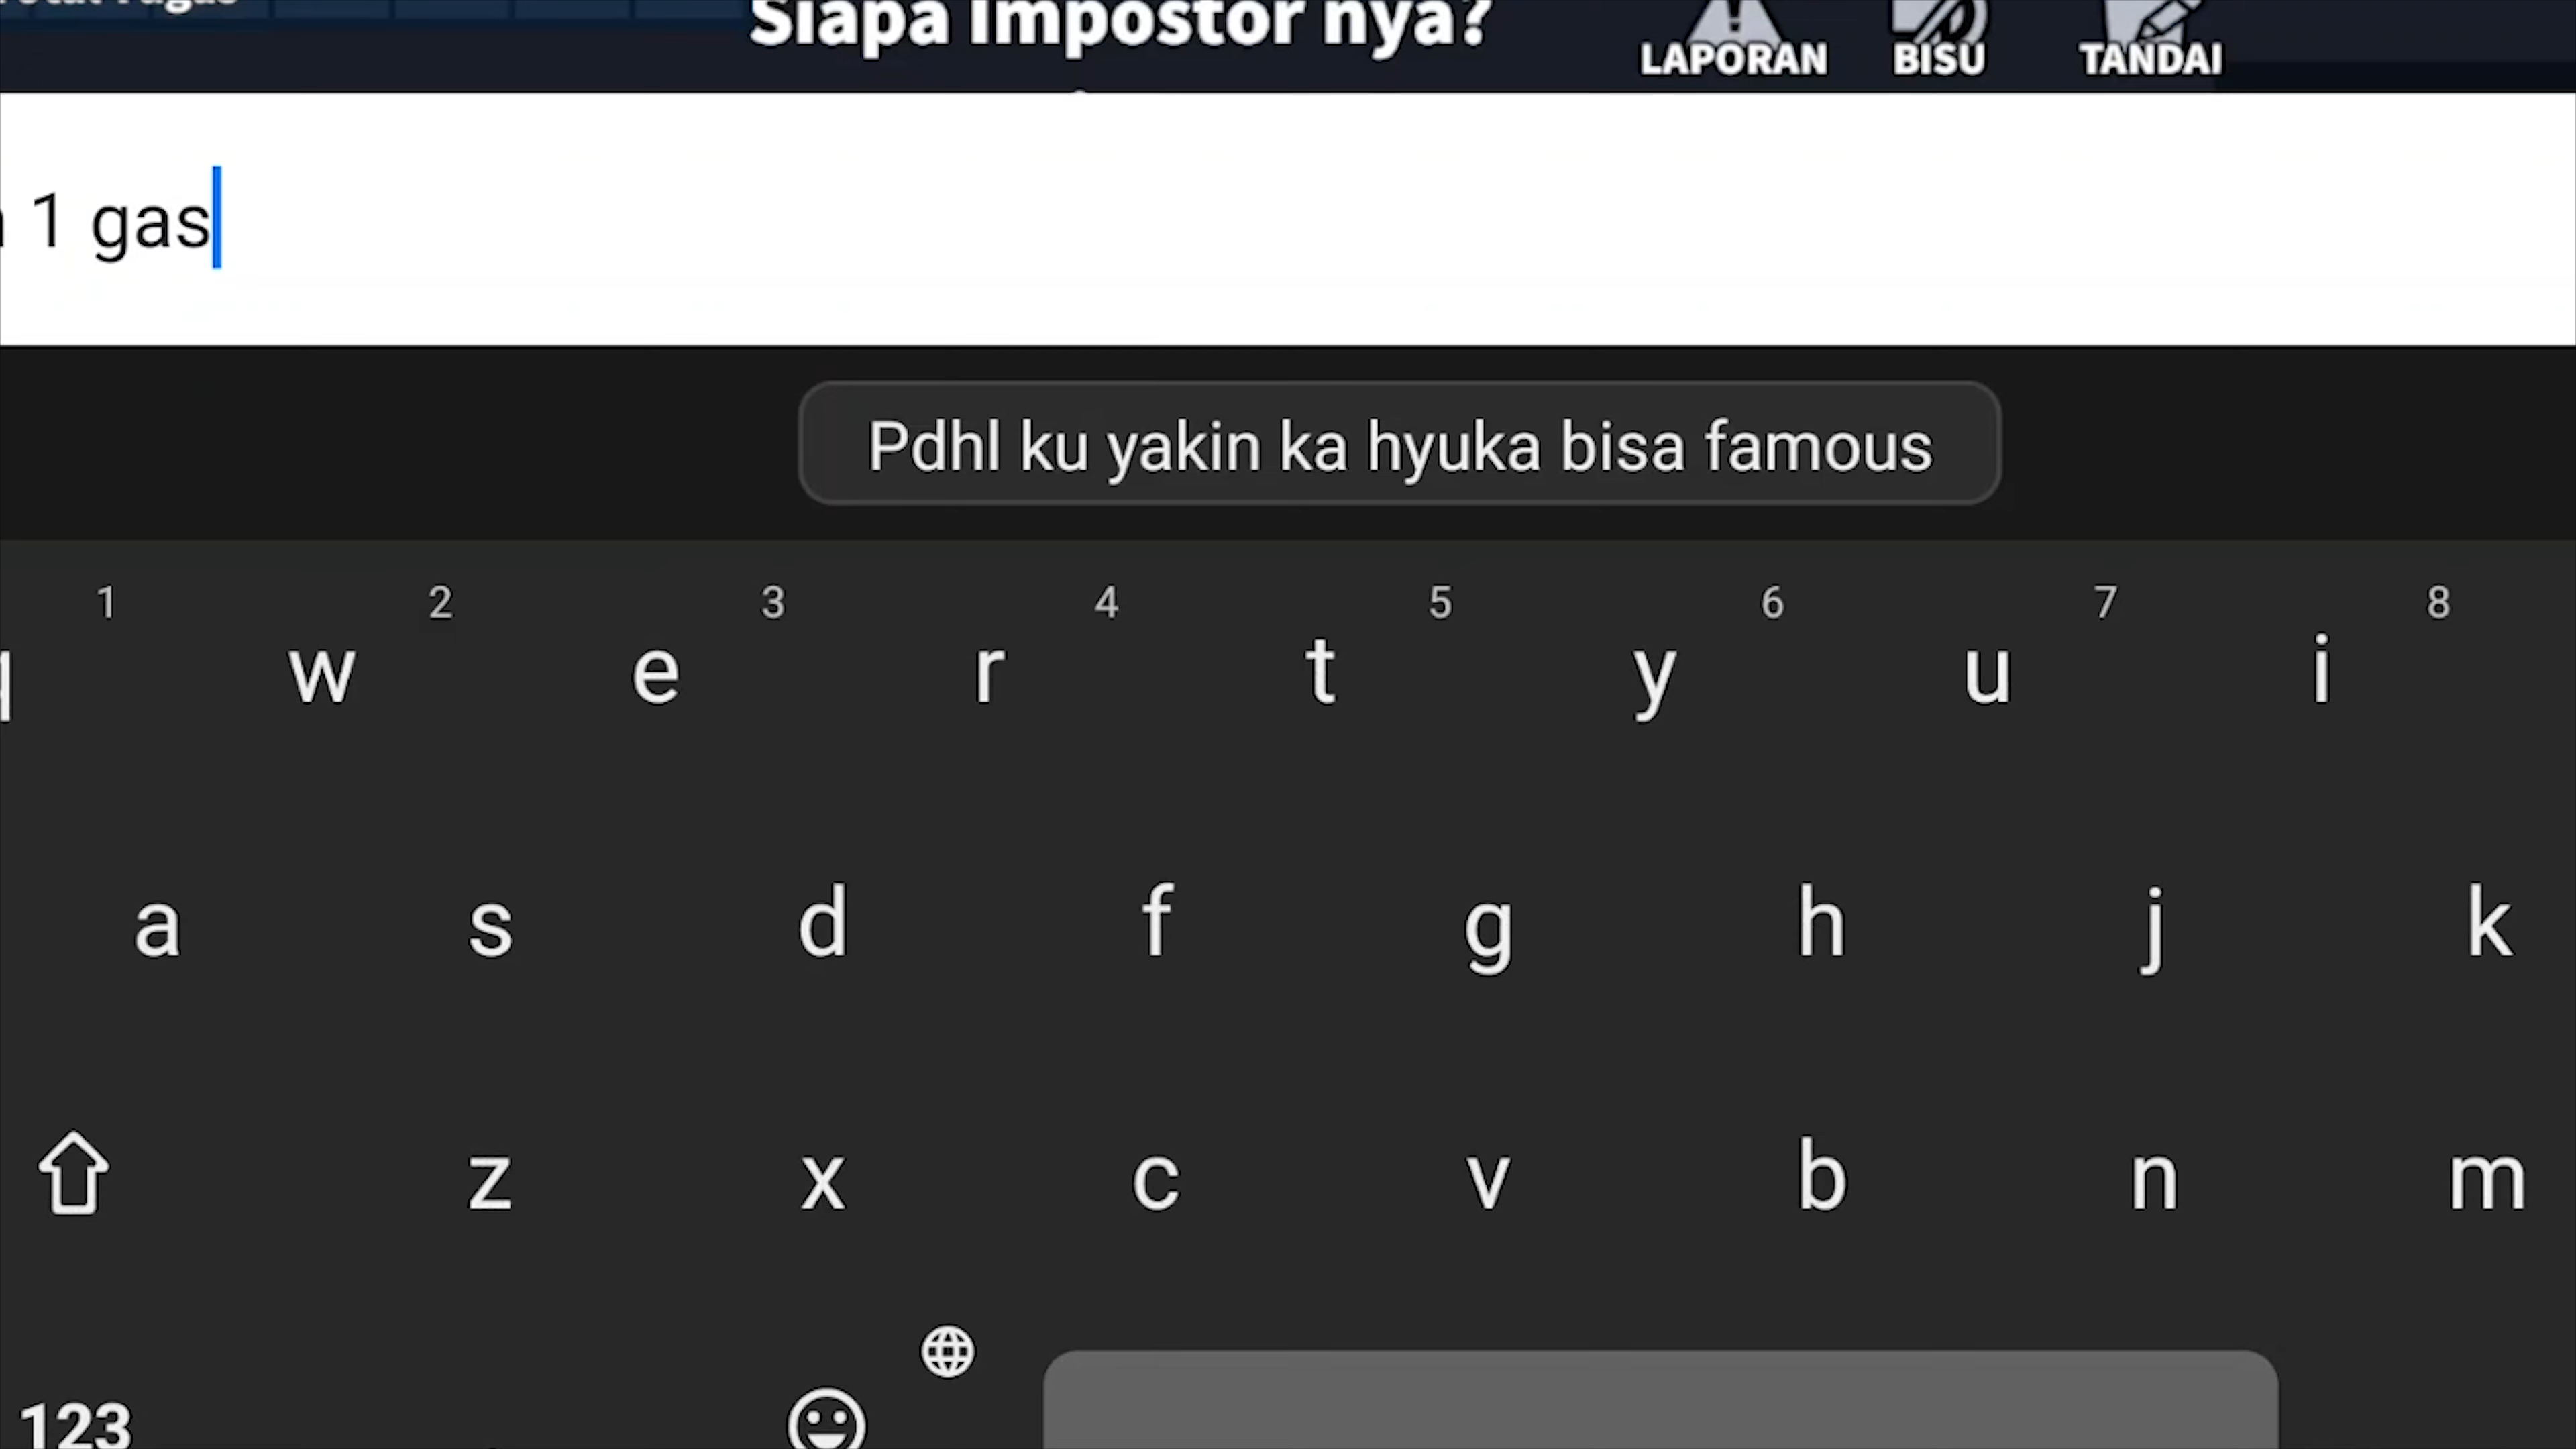 Siapa Impostor nya?
LAPORAN BISU TANDAI
1 gas
Pdhl ku yakin ka hyuka bisa famous
1 2 3 4 5 6 7 8
q w e r t y u i
a s d f g h j k
z x c v b n m
123